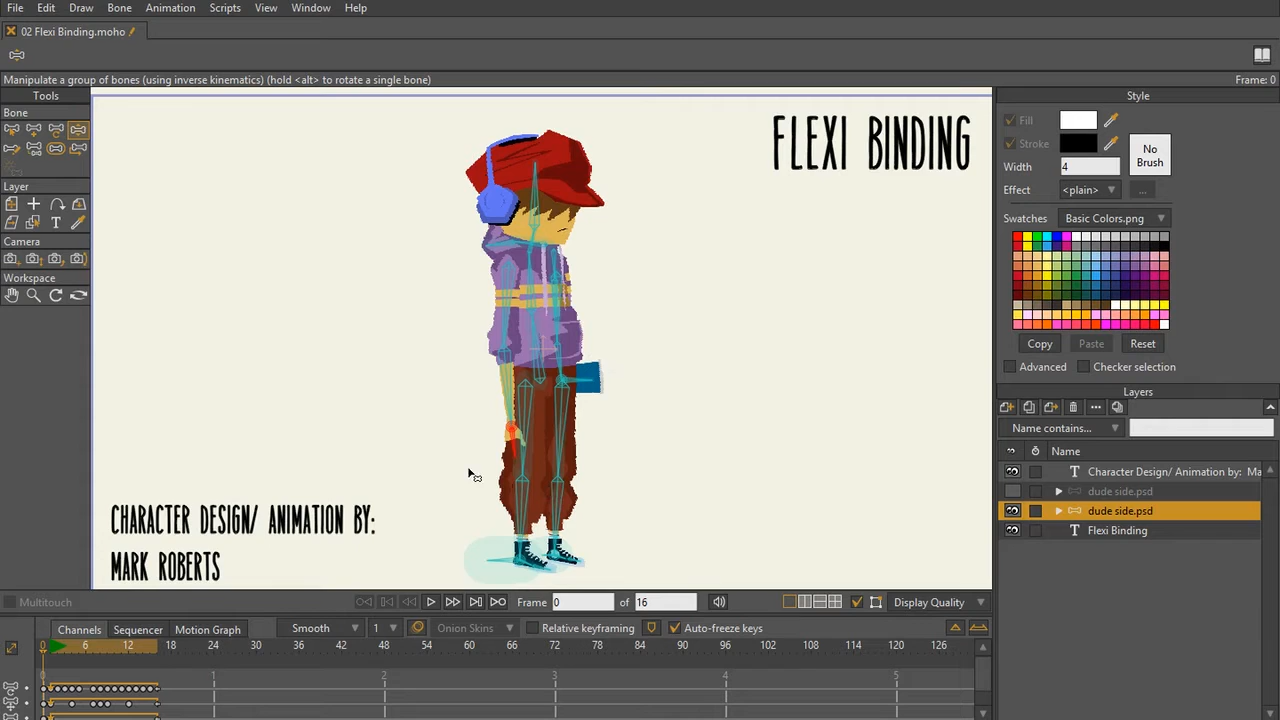 File Edit Draw Bone Animation Scripts View Window Help
02 Flexi Binding.moho
Manipulate a group of bones (using inverse kinematics) (hold <alt> to rotate a single bone)
Frame: 0
Tools
Bone
Layer
Camera
Workspace
FLEXI BINDING
CHARACTER DESIGN/ ANIMATION BY:
MARK ROBERTS
Style
Fill
Stroke
No
Brush
Width 4
Effect <plain> ...
Swatches Basic Colors.png
Copy Paste Reset
Advanced Checker selection
Layers
Name contains...
Name
Character Design/ Animation by: Ma
dude side.psd
dude side.psd
Flexi Binding
Multitouch
Frame 0 of 16
Display Quality
Channels Sequencer Motion Graph
Smooth 1 Onion Skins Relative keyframing Auto-freeze keys
0 6 12 18 24 30 36 42 48 54 60 66 72 78 84 90 96 102 108 114 120 126
0 1 2 3 4 5